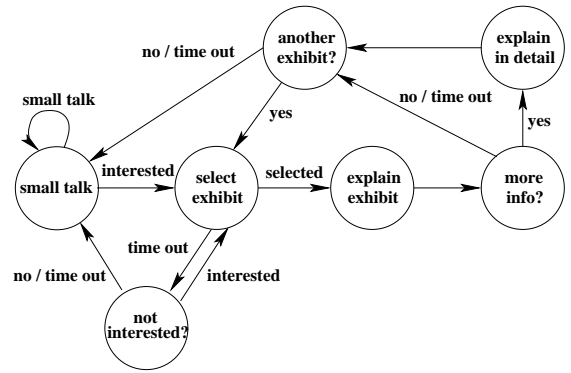 another
exhibit?
explain
in detail
no / time out
no / time out
small talk
yes
yes
small talk
interested
select
exhibit
selected
explain
exhibit
more
info?
time out
no / time out
interested
not
interested?